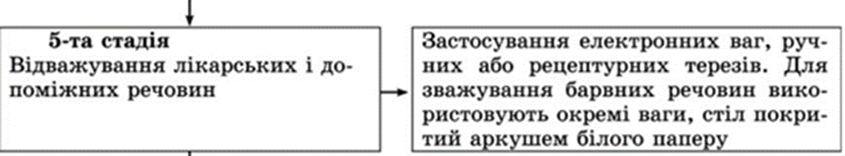 5-та стадія
Відважування лікарських і до-
поміжних речовин
Застосування електронних ваг, руч-
них або рецептурних терезів. Для
зважування барвних речовин вико-
ристовують окремі ваги, стіл покри-
тий аркушем білого паперу